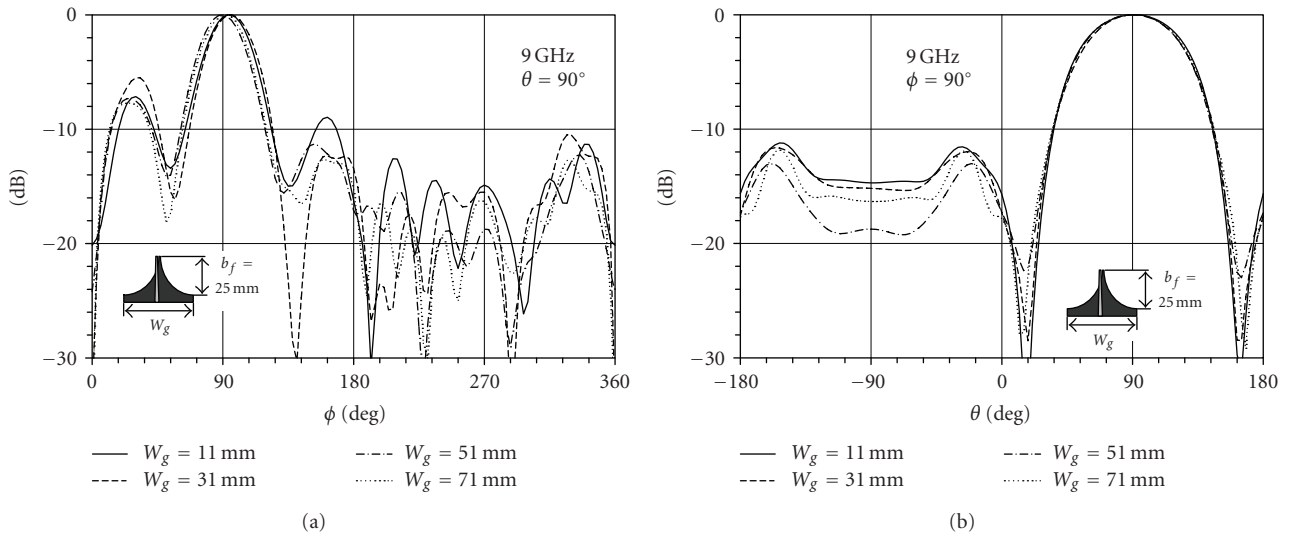 0
−10
−20
−30
(dB)
0
90
180
270
360
ϕ (deg)
9 GHz
θ = 90°
b_f =
25 mm
W_g
W_g = 11 mm
W_g = 31 mm
W_g = 51 mm
W_g = 71 mm
(a)
0
−10
−20
−30
(dB)
−180
−90
0
90
180
θ (deg)
9 GHz
ϕ = 90°
b_f =
25 mm
W_g
W_g = 11 mm
W_g = 31 mm
W_g = 51 mm
W_g = 71 mm
(b)